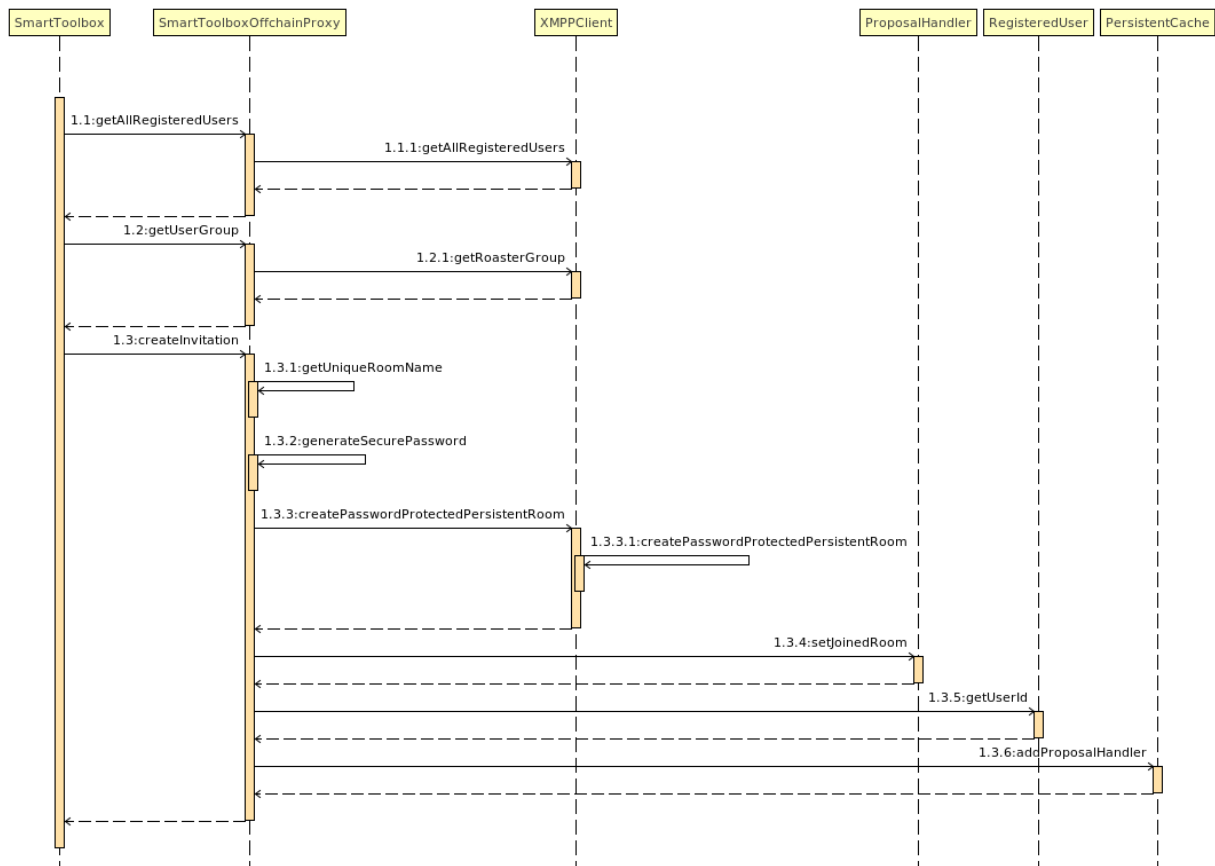 SmartToolbox
SmartToolboxOffchainProxy
XMPPClient
ProposalHandler
RegisteredUser
PersistentCache
1.1:getAllRegisteredUsers
1.1.1:getAllRegisteredUsers
1.2:getUserGroup
1.2.1:getRoasterGroup
1.3:createInvitation
1.3.1:getUniqueRoomName
1.3.2:generateSecurePassword
1.3.3:createPasswordProtectedPersistentRoom
1.3.3.1:createPasswordProtectedPersistentRoom
1.3.4:setJoinedRoom
1.3.5:getUserId
1.3.6:addProposalHandler